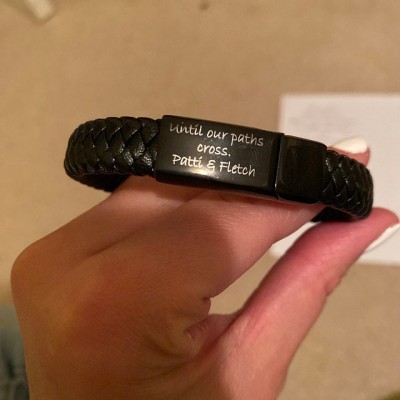 Until our paths
cross.
Patti & Fletch